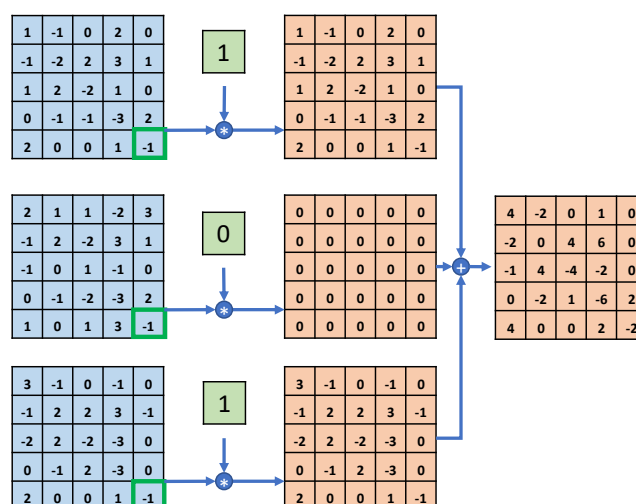 1 -1 0 2 0
-1 -2 2 3 1
1 2 -2 1 0
0 -1 -1 -3 2
2 0 0 1 -1
1
*
1 -1 0 2 0
-1 -2 2 3 1
1 2 -2 1 0
0 -1 -1 -3 2
2 0 0 1 -1
2 1 1 -2 3
-1 2 -2 3 1
-1 0 1 -1 0
0 -1 -2 -3 2
1 0 1 3 -1
0
*
0 0 0 0 0
0 0 0 0 0
0 0 0 0 0
0 0 0 0 0
0 0 0 0 0
3 -1 0 -1 0
-1 2 2 3 -1
-2 2 -2 -3 0
0 -1 2 -3 0
2 0 0 1 -1
1
*
3 -1 0 -1 0
-1 2 2 3 -1
-2 2 -2 -3 0
0 -1 2 -3 0
2 0 0 1 -1
+
4 -2 0 1 0
-2 0 4 6 0
-1 4 -4 -2 0
0 -2 1 -6 2
4 0 0 2 -2